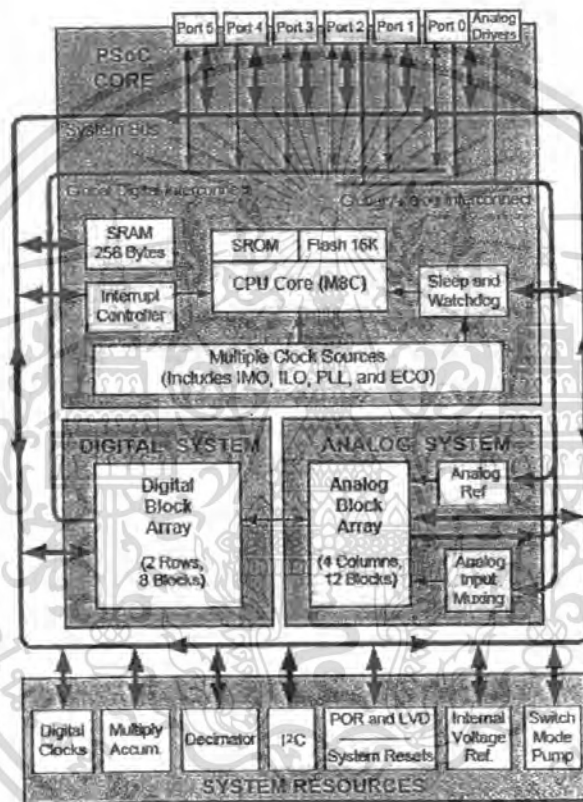 Port 5 Port 4 Port 3 Port 2 Port 1 Port 0 Analog Drivers
PSoC
CORE
System Bus
Global Digital Interconnect
Global Analog Interconnect
SRAM
256 Bytes
SROM Flash 16K
CPU Core (M8C)
Sleep and
Watchdog
Interrupt
Controller
Multiple Clock Sources
(Includes IMO, ILO, PLL, and ECO)
DIGITAL SYSTEM
ANALOG SYSTEM
Digital
Block
Array
(2 Rows,
8 Blocks)
Analog
Block
Array
(4 Columns,
12 Blocks)
Analog
Ref
Analog
Input
Muxing
Digital
Clocks
Multiply
Accum.
Decimator
I²C
POR and LVD
System Resets
Internal
Voltage
Ref.
Switch
Mode
Pump
SYSTEM RESOURCES